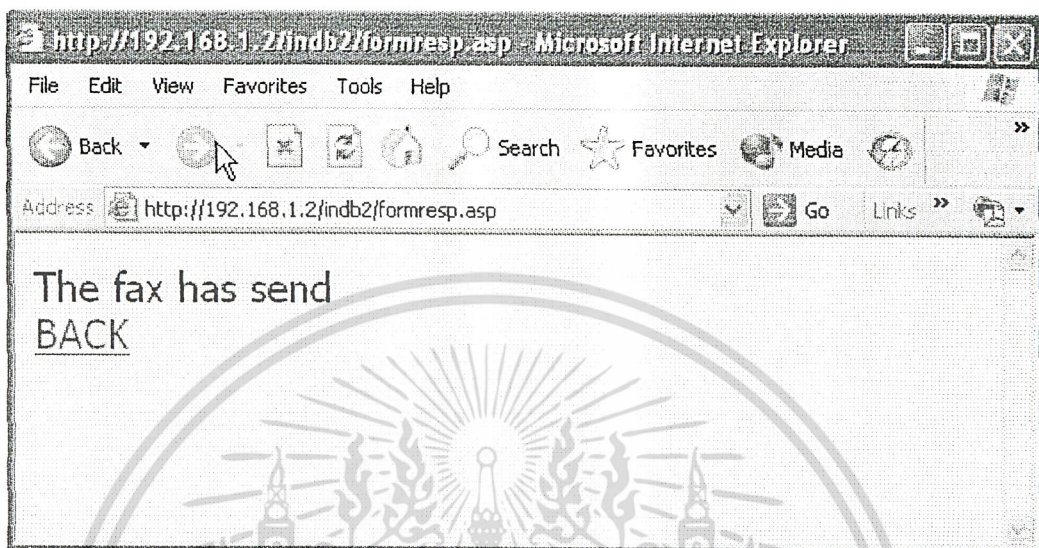 http://192.168.1.2/indb2/formresp.asp - Microsoft Internet Explorer
File Edit View Favorites Tools Help
Back Search Favorites Media »
Address http://192.168.1.2/indb2/formresp.asp Go Links »
The fax has send
BACK